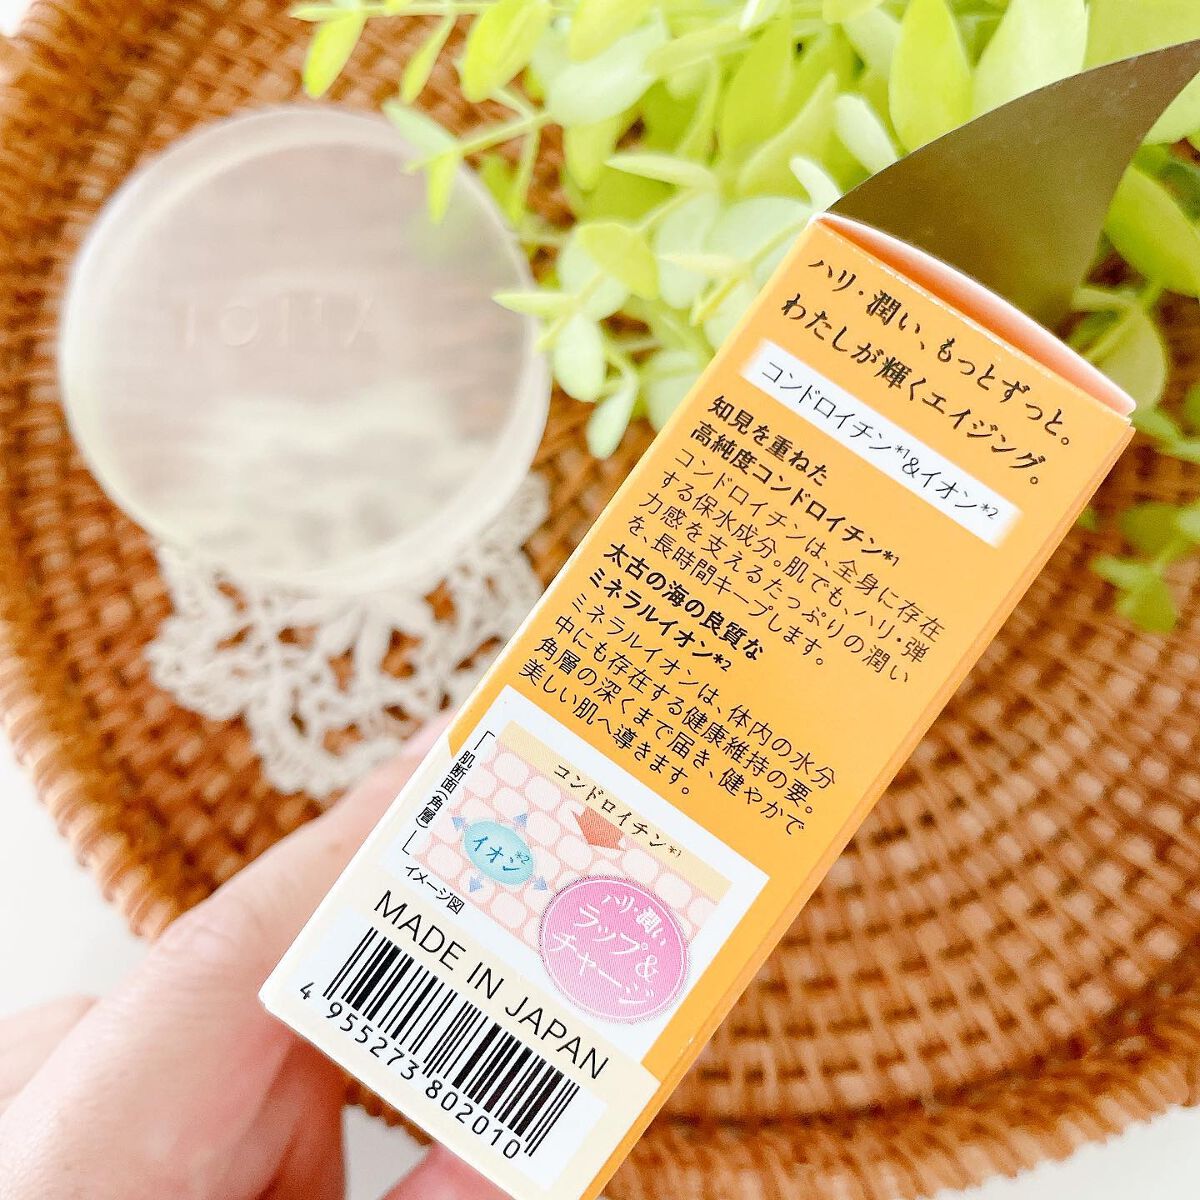 ハリ・潤い、もっとずっと。
わたしが輝くエイジング。
コンドロイチン*1&イオン*2
知見を重ねた
高純度コンドロイチン*1
コンドロイチンは、全身に存在
する保水成分。肌でも、ハリ・弾
力感を支えるたっぷりの潤い
を、長時間キープします。
太古の海の良質な
ミネラルイオン*2
ミネラルイオンは、体内の水分
中にも存在する健康維持の要。
角層の深くまで届き、健やかで
美しい肌へ導きます。
肌断面(角層)
コンドロイチン*1
イオン*2
イメージ図
ハリ・潤い
ラップ&
チャージ
MADE IN JAPAN
4 955273 802010